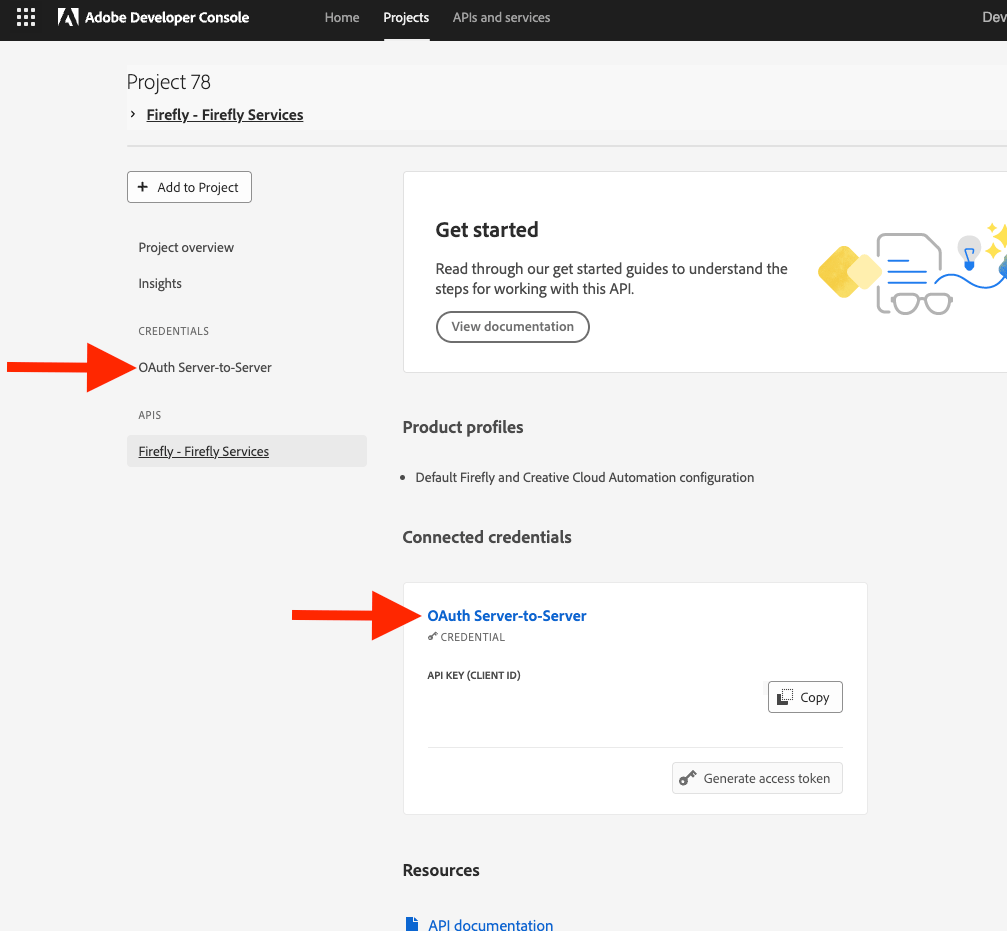 Adobe Developer Console
Home
Projects
APIs and services
Project 78
Firefly - Firefly Services
Add to Project
Project overview
Insights
CREDENTIALS
OAuth Server-to-Server
APIS
Firefly - Firefly Services
Get started
Read through our get started guides to understand the
steps for working with this API.
View documentation
Product profiles
Default Firefly and Creative Cloud Automation configuration
Connected credentials
OAuth Server-to-Server
CREDENTIAL
API KEY (CLIENT ID)
Copy
Generate access token
Resources
API documentation